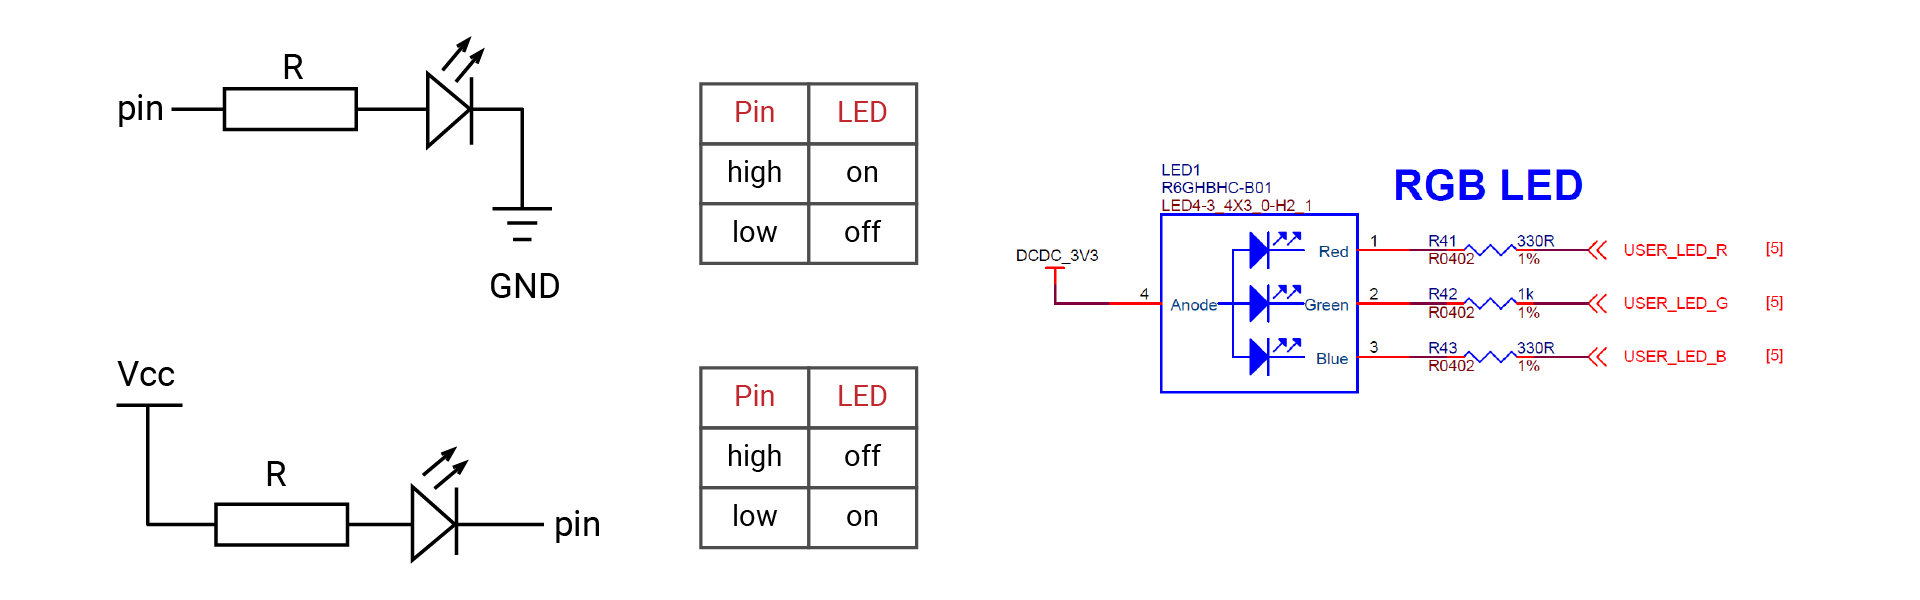 R
pin
GND
Pin LED
high on
low off
Vcc
R
pin
Pin LED
high off
low on
RGB LED
LED1
R6GHBHC-B01
LED4-3_4X3_0-H2_1
DCDC_3V3
4
Anode
Red
1
R41 330R
R0402 1%
USER_LED_R [5]
Green
2
R42 1k
R0402 1%
USER_LED_G [5]
Blue
3
R43 330R
R0402 1%
USER_LED_B [5]